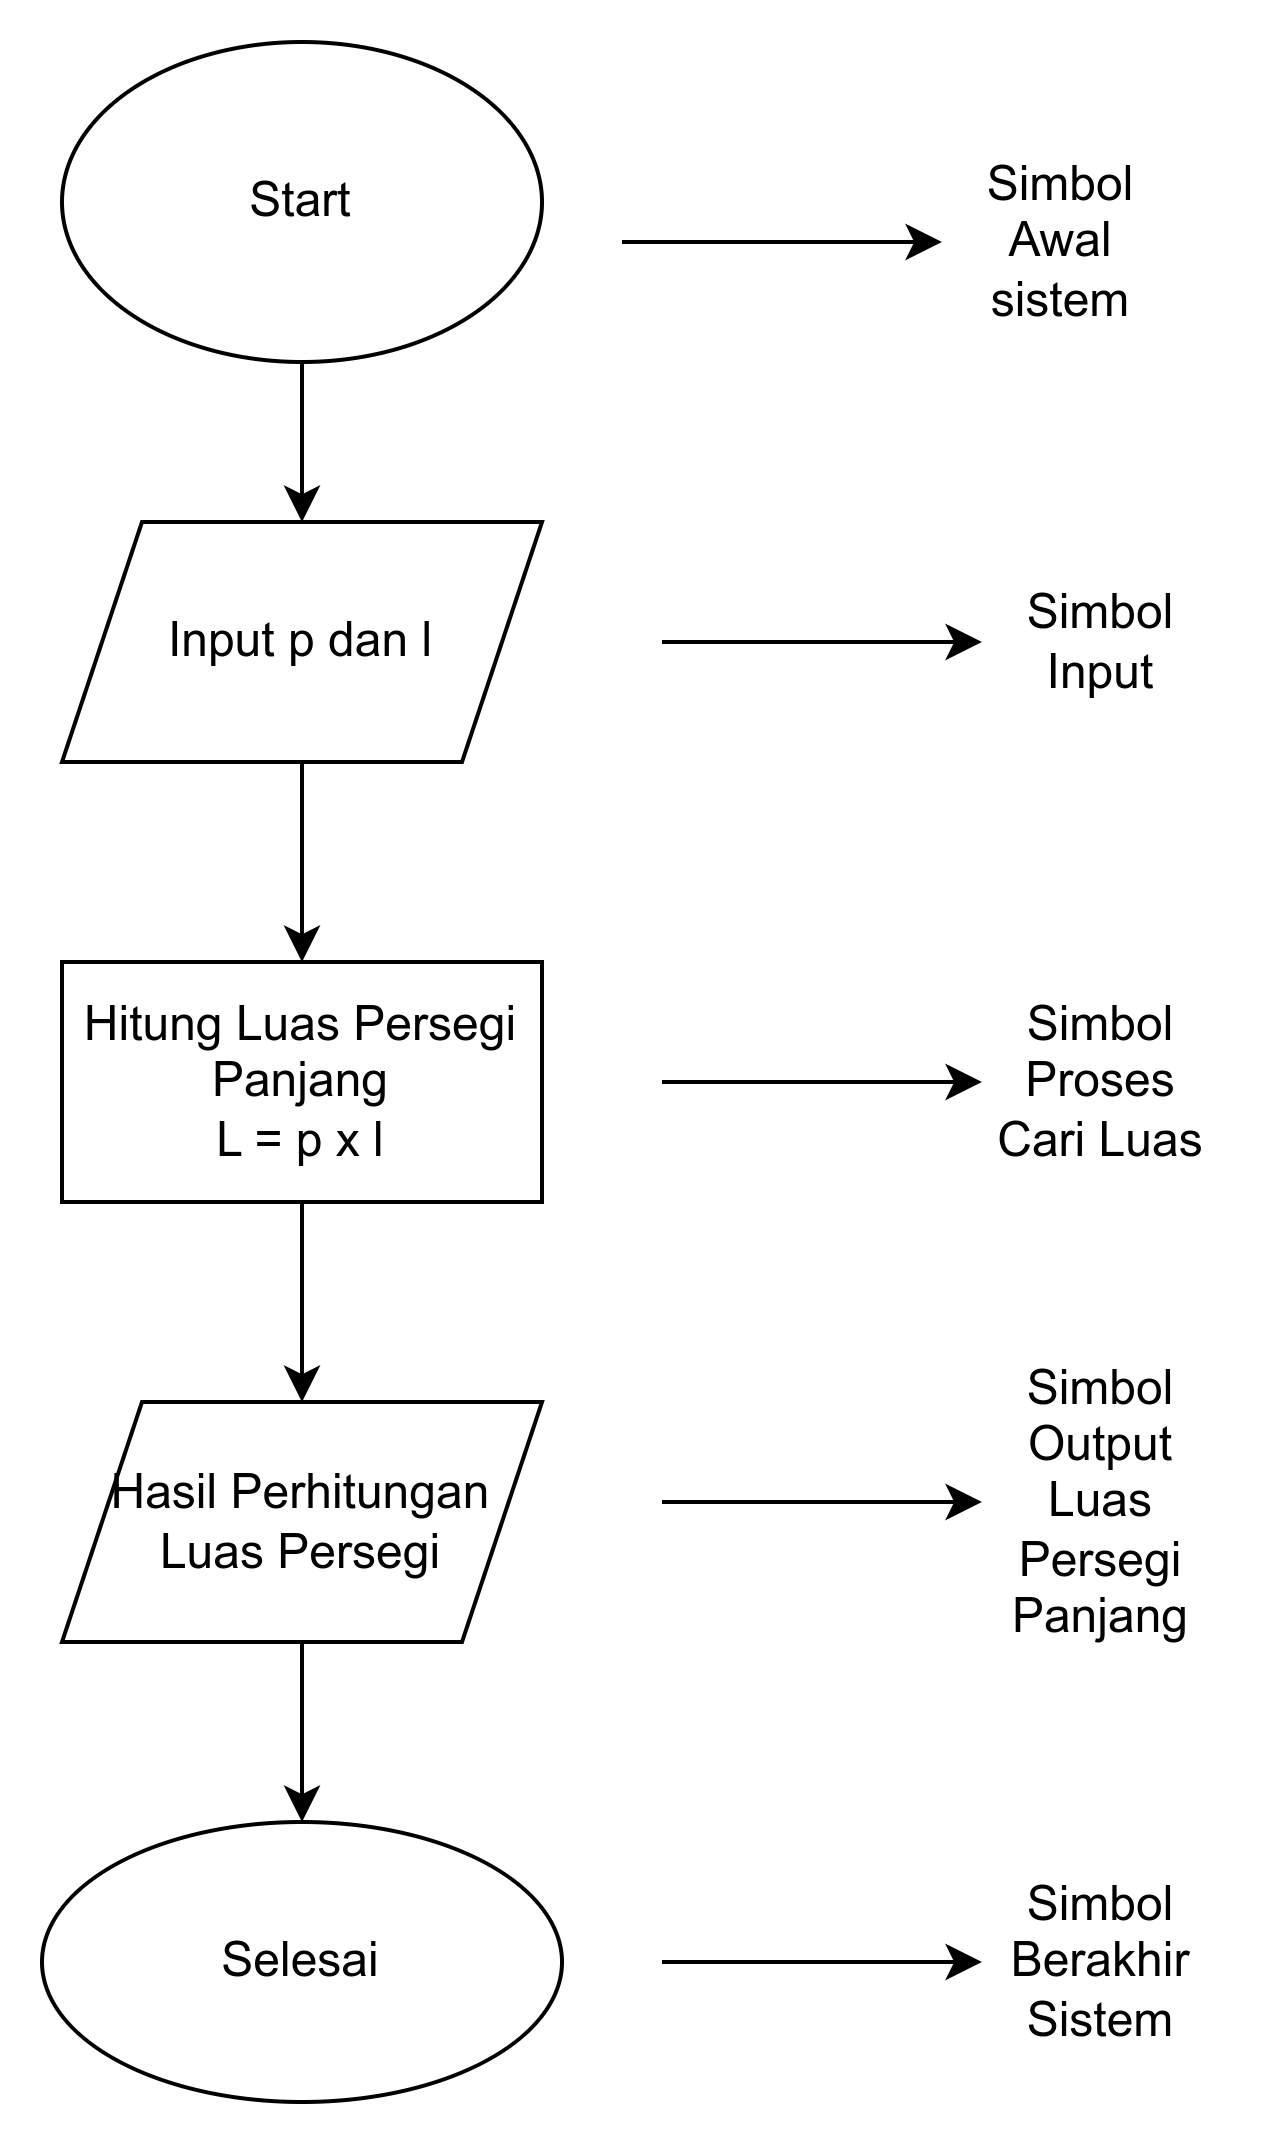 Start
Simbol
Awal
sistem
Input p dan l
Simbol
Input
Hitung Luas Persegi
Panjang
L = p x l
Simbol
Proses
Cari Luas
Hasil Perhitungan
Luas Persegi
Simbol
Output
Luas
Persegi
Panjang
Selesai
Simbol
Berakhir
Sistem